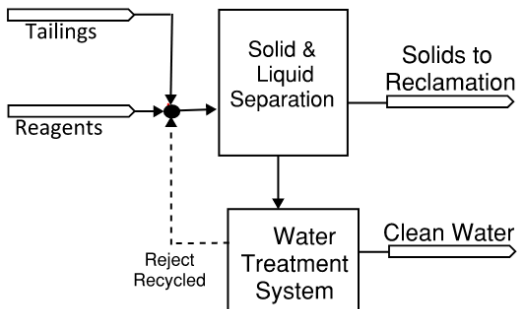 Tailings
Reagents
Solid &
Liquid
Separation
Solids to
Reclamation
Reject
Recycled
Water
Treatment
System
Clean Water